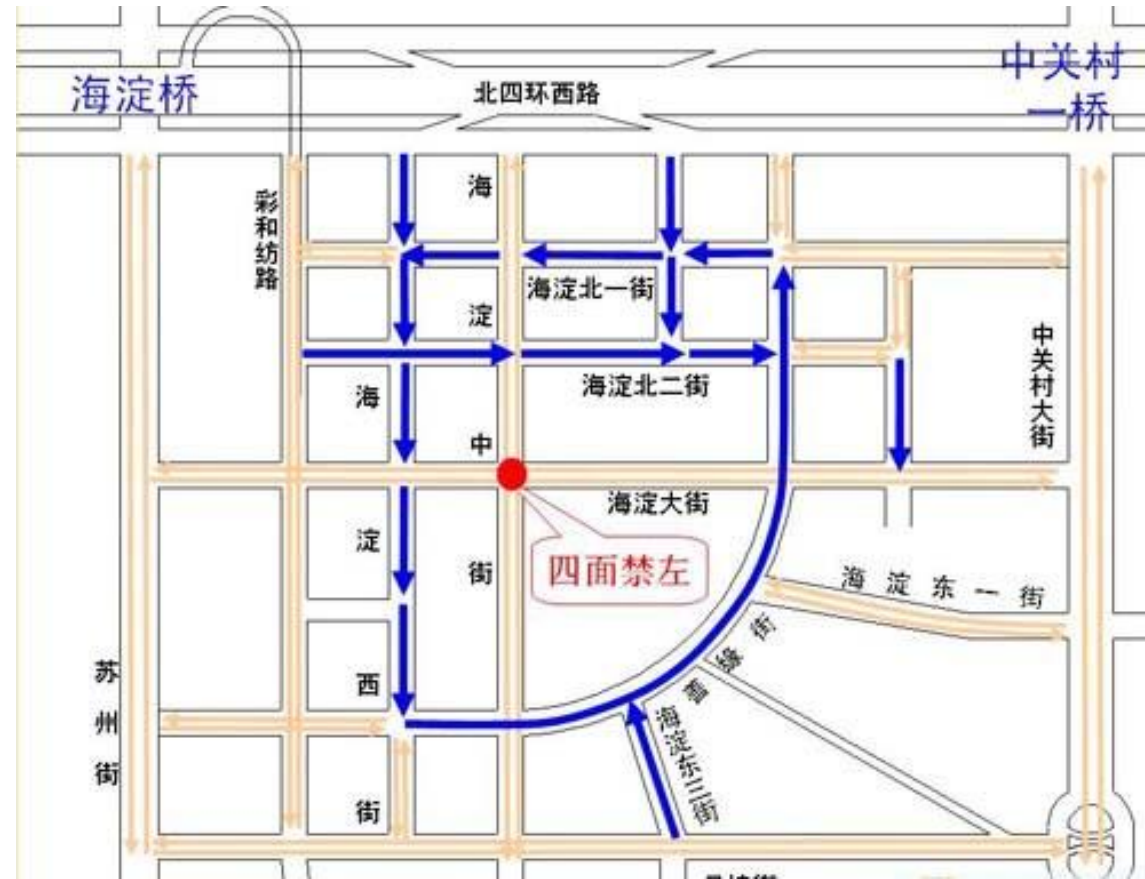 海淀桥
中关村
一桥
北四环西路
彩和纺路
海淀中街
海淀北一街
海淀北二街
中关村大街
海淀西街
海淀大街
四面禁左
海淀东一街
善缘街
海淀东三街
苏州街